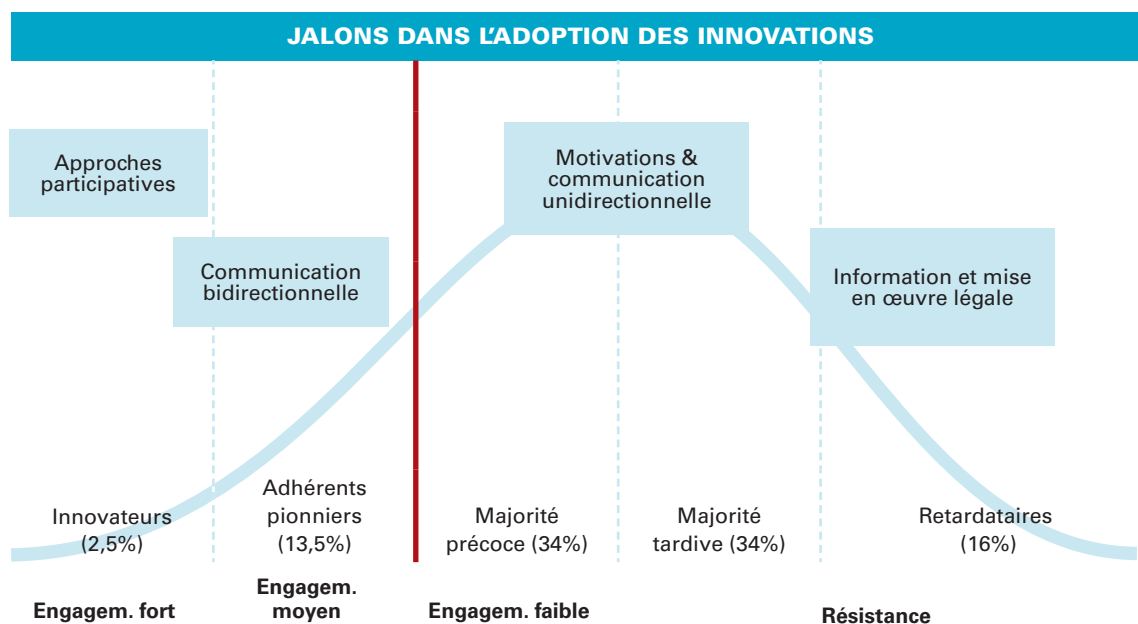 JALONS DANS L'ADOPTION DES INNOVATIONS
Approches
participatives
Motivations &
communication
unidirectionnelle
Communication
bidirectionnelle
Information et mise
en œuvre légale
Innovateurs
(2,5%)
Adhérents
pionniers
(13,5%)
Majorité
précoce (34%)
Majorité
tardive (34%)
Retardataires
(16%)
Engagem. fort
Engagem.
moyen
Engagem. faible
Résistance